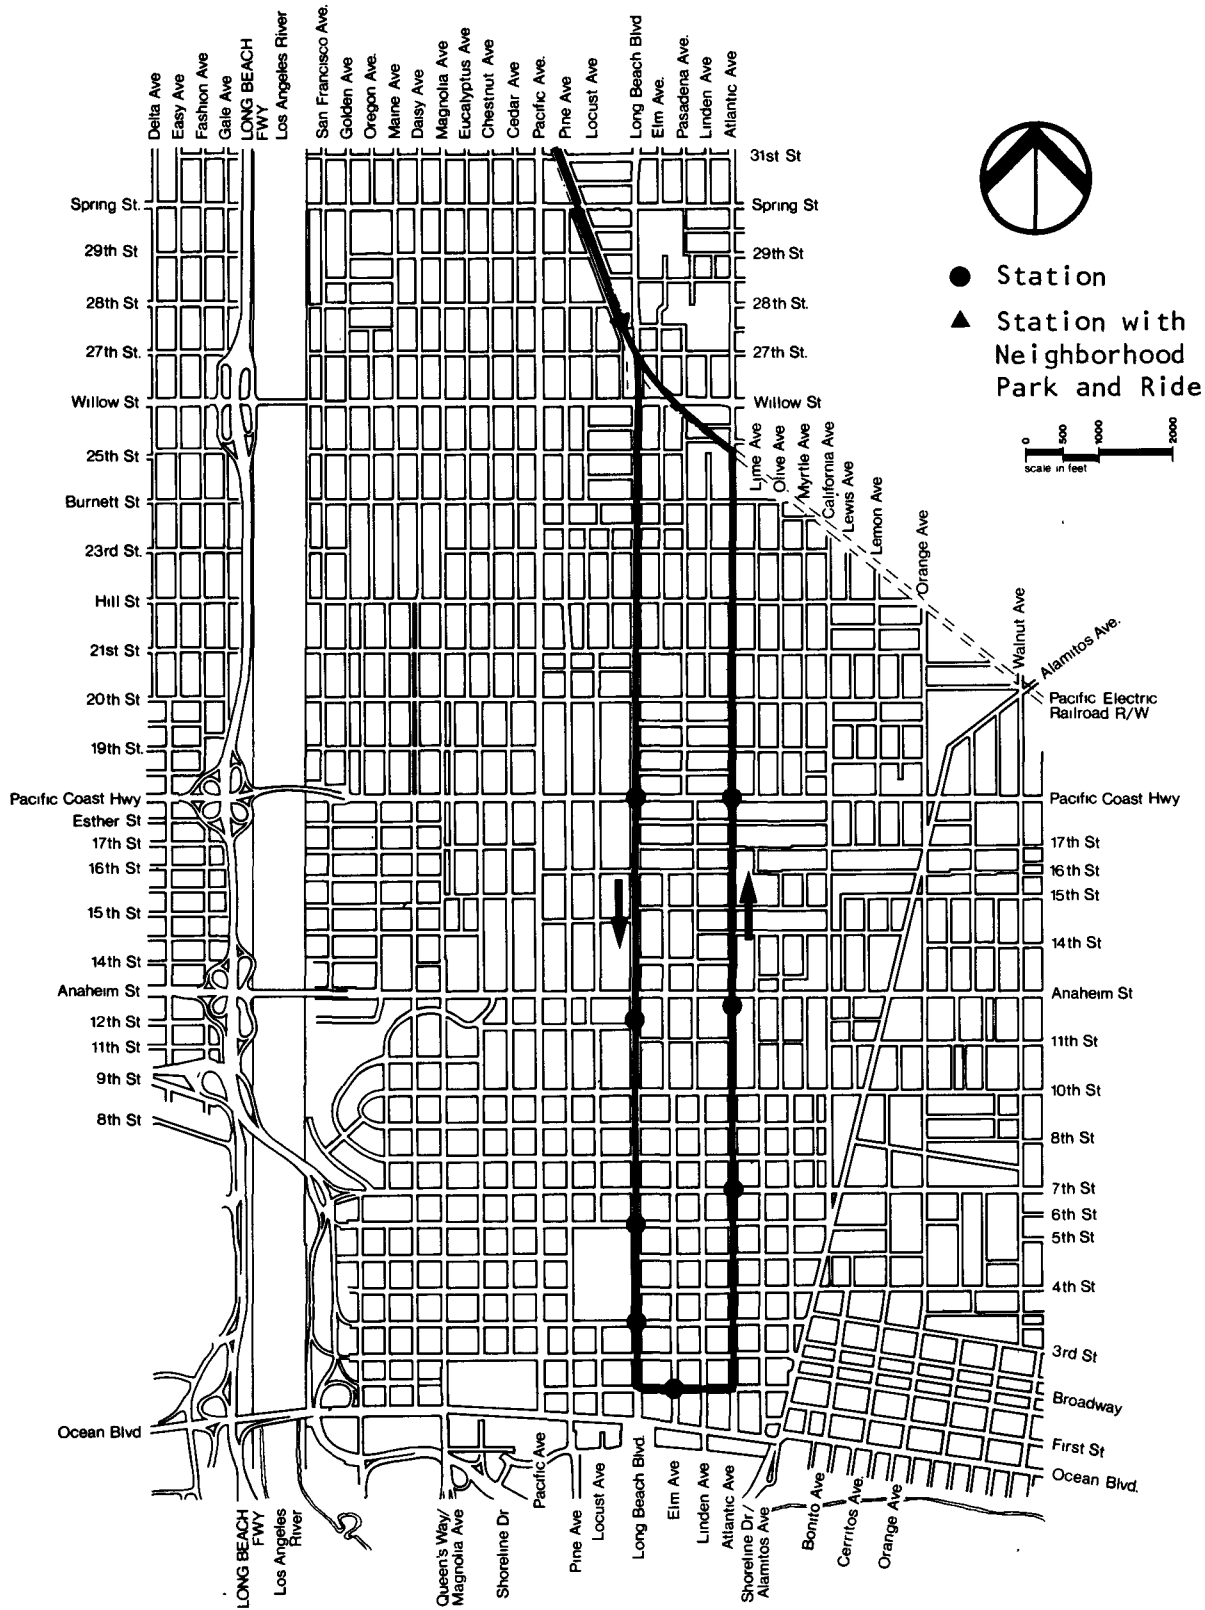 Delta Ave
Easy Ave
Fashion Ave
Gale Ave
LONG BEACH
FWY
Los Angeles River
San Francisco Ave.
Golden Ave
Oregon Ave.
Maine Ave
Daisy Ave
Magnolia Ave
Eucalyptus Ave
Chestnut Ave
Cedar Ave
Pacific Ave.
Pine Ave
Locust Ave
Long Beach Blvd
Elm Ave.
Pasadena Ave.
Linden Ave
Atlantic Ave
31st St
Spring St.
Spring St
29th St
29th St
28th St
28th St.
27th St.
27th St.
Willow St
Willow St
25th St
Burnett St
23rd St.
Hill St
21st St
20th St
19th St.
Pacific Coast Hwy
Esther St
17th St
16th St
15th St
14th St
Anaheim St
12th St
11th St
9th St
8th St
Ocean Blvd
Station
Station with
Neighborhood
Park and Ride
0
500
1000
2000
scale in feet
Lime Ave
Olive Ave
Myrtle Ave
California Ave
Lewis Ave
Lemon Ave
Orange Ave
Walnut Ave
Alamitos Ave.
Pacific Electric
Railroad R/W
Pacific Coast Hwy
17th St
16th St
15th St
14th St
Anaheim St
11th St
10th St
8th St
7th St
6th St
5th St
4th St
3rd St
Broadway
First St
Ocean Blvd.
LONG BEACH
FWY
Los Angeles
River
Queen's Way/
Magnolia Ave
Shoreline Dr
Pacific Ave
Pine Ave
Locust Ave
Long Beach Blvd.
Elm Ave
Linden Ave
Atlantic Ave
Shoreline Dr/
Alamitos Ave
Bonito Ave
Cerritos Ave.
Orange Ave